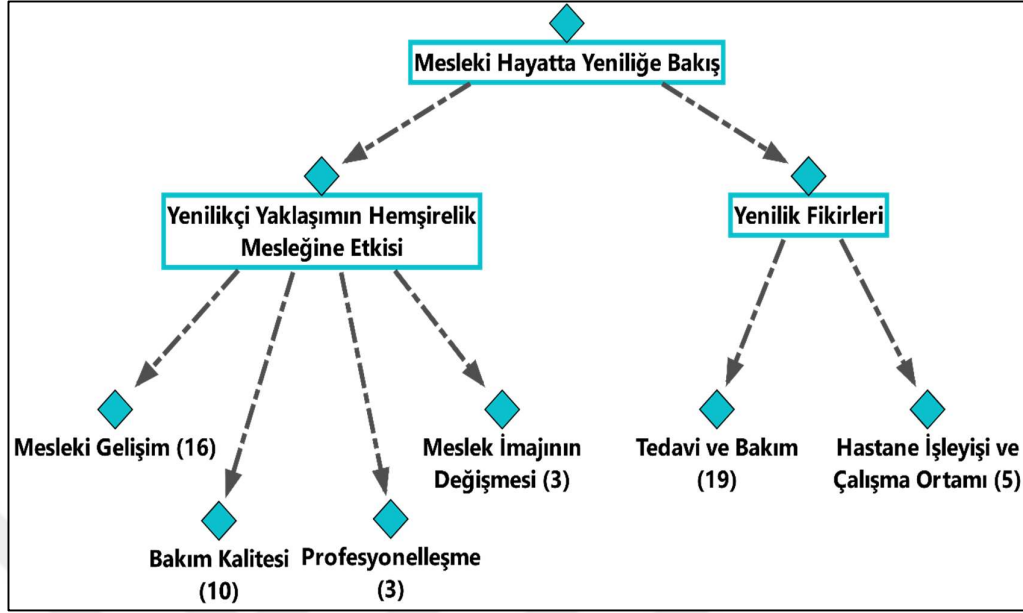 Mesleki Hayatta Yeniliğe Bakış
Yenilikçi Yaklaşımın Hemşirelik
Mesleğine Etkisi
Yenilik Fikirleri
Mesleki Gelişim (16)
Bakım Kalitesi
(10)
Profesyonelleşme
(3)
Meslek İmajının
Değişmesi (3)
Tedavi ve Bakım
(19)
Hastane İşleyişi ve
Çalışma Ortamı (5)